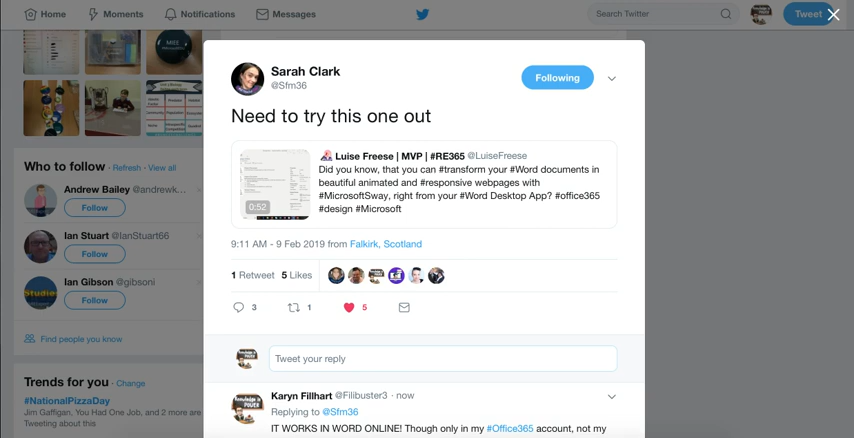 Home
Moments
Notifications
Messages
Search Twitter
Tweet
Who to follow · Refresh · View all
Andrew Bailey @andrewk...
Follow
Ian Stuart @IanStuart66
Follow
Ian Gibson @gibsoni
Follow
Find people you know
Trends for you · Change
#NationalPizzaDay
Jim Gaffigan, You Had One Job, and 2 more are
Tweeting about this
Sarah Clark
@Sfm36
Following
Need to try this one out
Luise Freese | MVP | #RE365 @LuiseFreese
Did you know, that you can #transform your #Word documents in
beautiful animated and #responsive webpages with
#MicrosoftSway, right from your #Word Desktop App? #office365
#design #Microsoft
0:52
9:11 AM - 9 Feb 2019 from Falkirk, Scotland
1 Retweet 5 Likes
3 1 5
Tweet your reply
Karyn Fillhart @Filibuster3 · now
Replying to @Sfm36
IT WORKS IN WORD ONLINE! Though only in my #Office365 account, not my